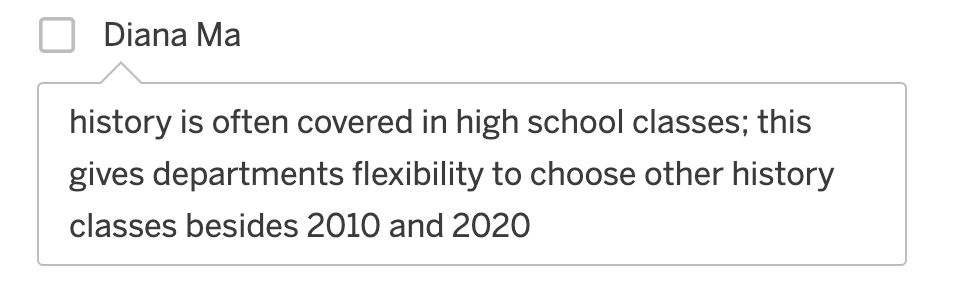 Diana Ma
history is often covered in high school classes; this
gives departments flexibility to choose other history
classes besides 2010 and 2020